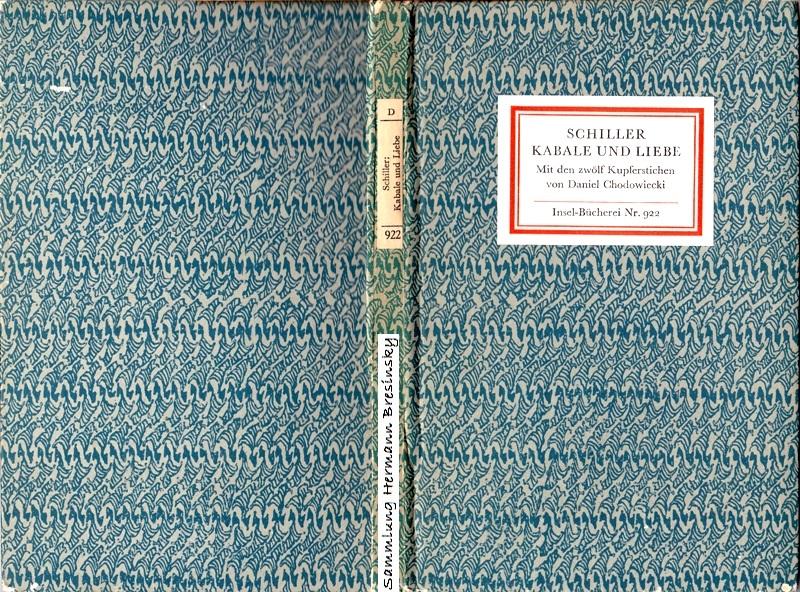 D
Schiller:
Kabale und Liebe
922
Sammlung Hermann Bresinsky
SCHILLER
KABALE UND LIEBE
Mit den zwölf Kupferstichen
von Daniel Chodowiecki
Insel-Bücherei Nr. 922